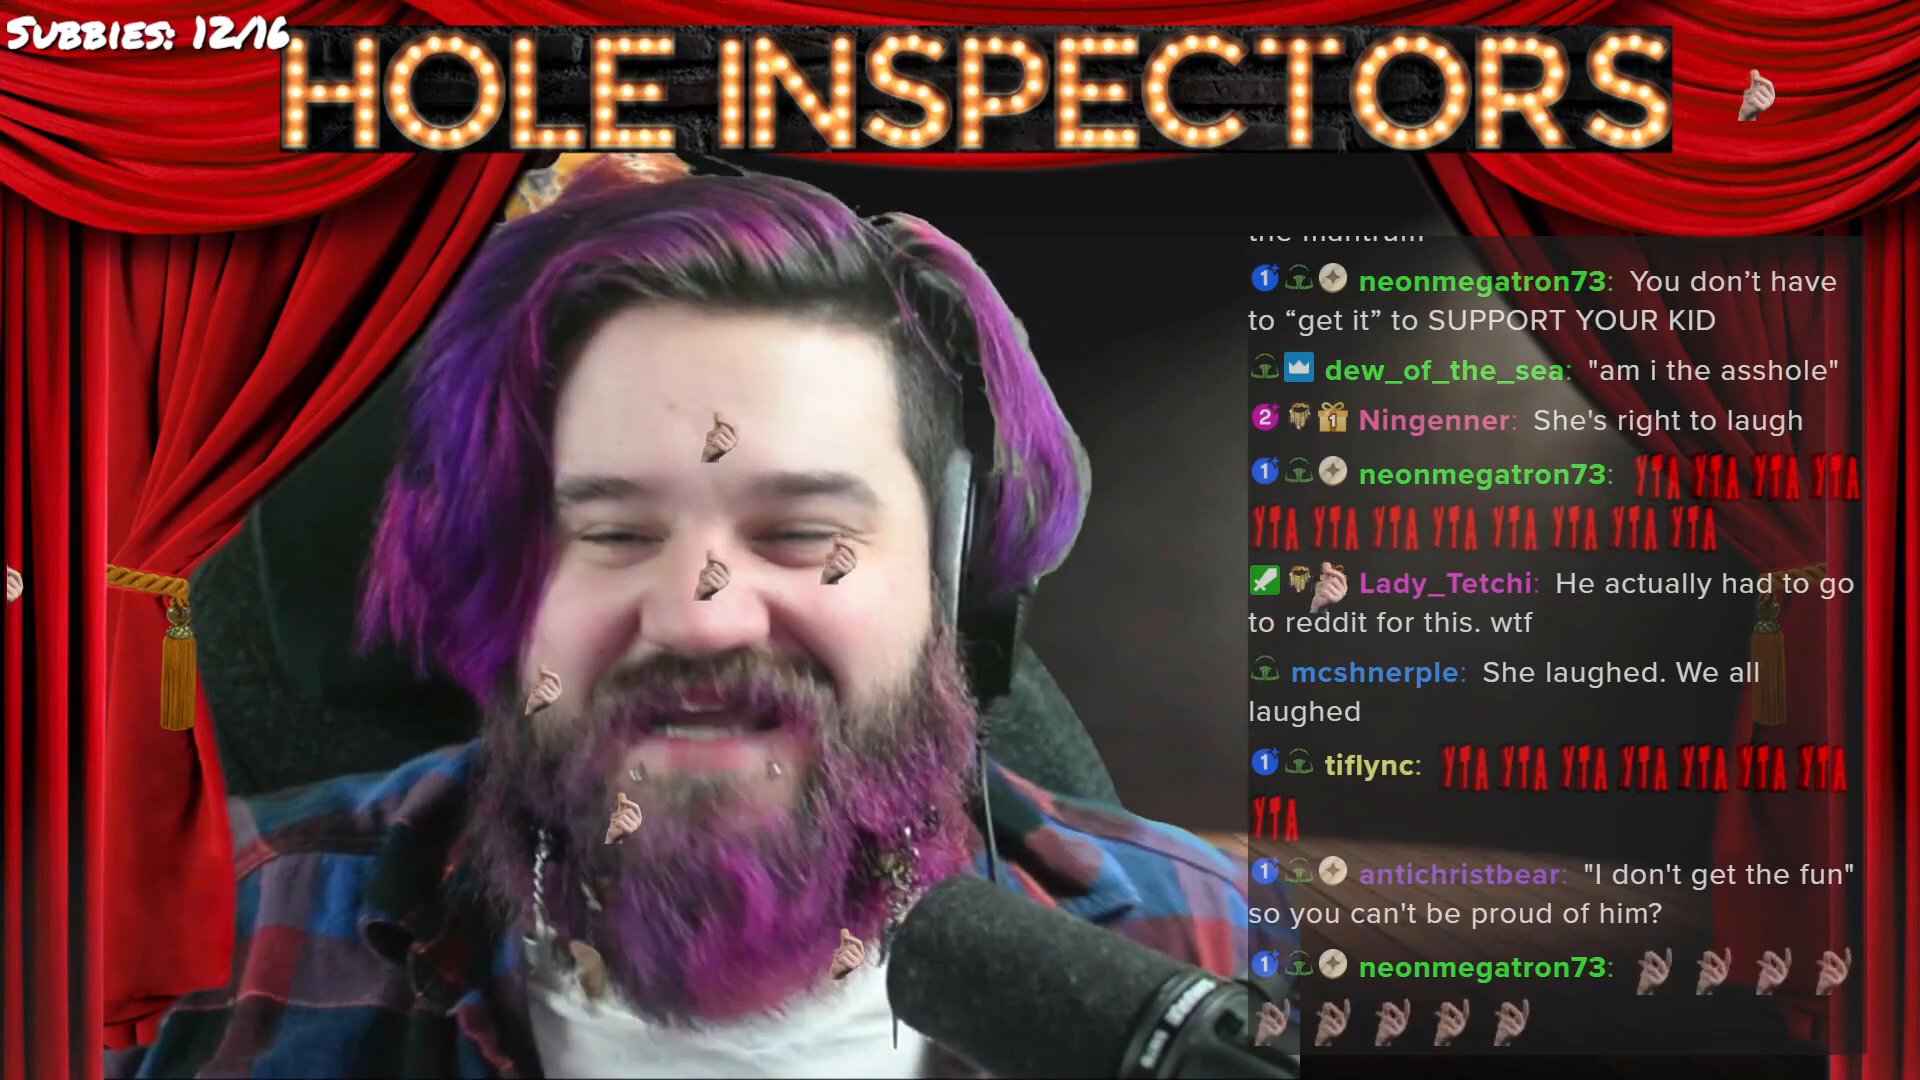 SUBBIES: 12/16
HOLE INSPECTORS
the mantrum
neonmegatron73: You don’t have
to “get it” to SUPPORT YOUR KID
dew_of_the_sea: "am i the asshole"
Ningenner: She's right to laugh
neonmegatron73: YTA YTA YTA YTA
YTA YTA YTA YTA YTA YTA YTA YTA
Lady_Tetchi: He actually had to go
to reddit for this. wtf
mcshnerple: She laughed. We all
laughed
tiflync: YTA YTA YTA YTA YTA YTA YTA
YTA
antichristbear: "I don't get the fun"
so you can't be proud of him?
neonmegatron73: